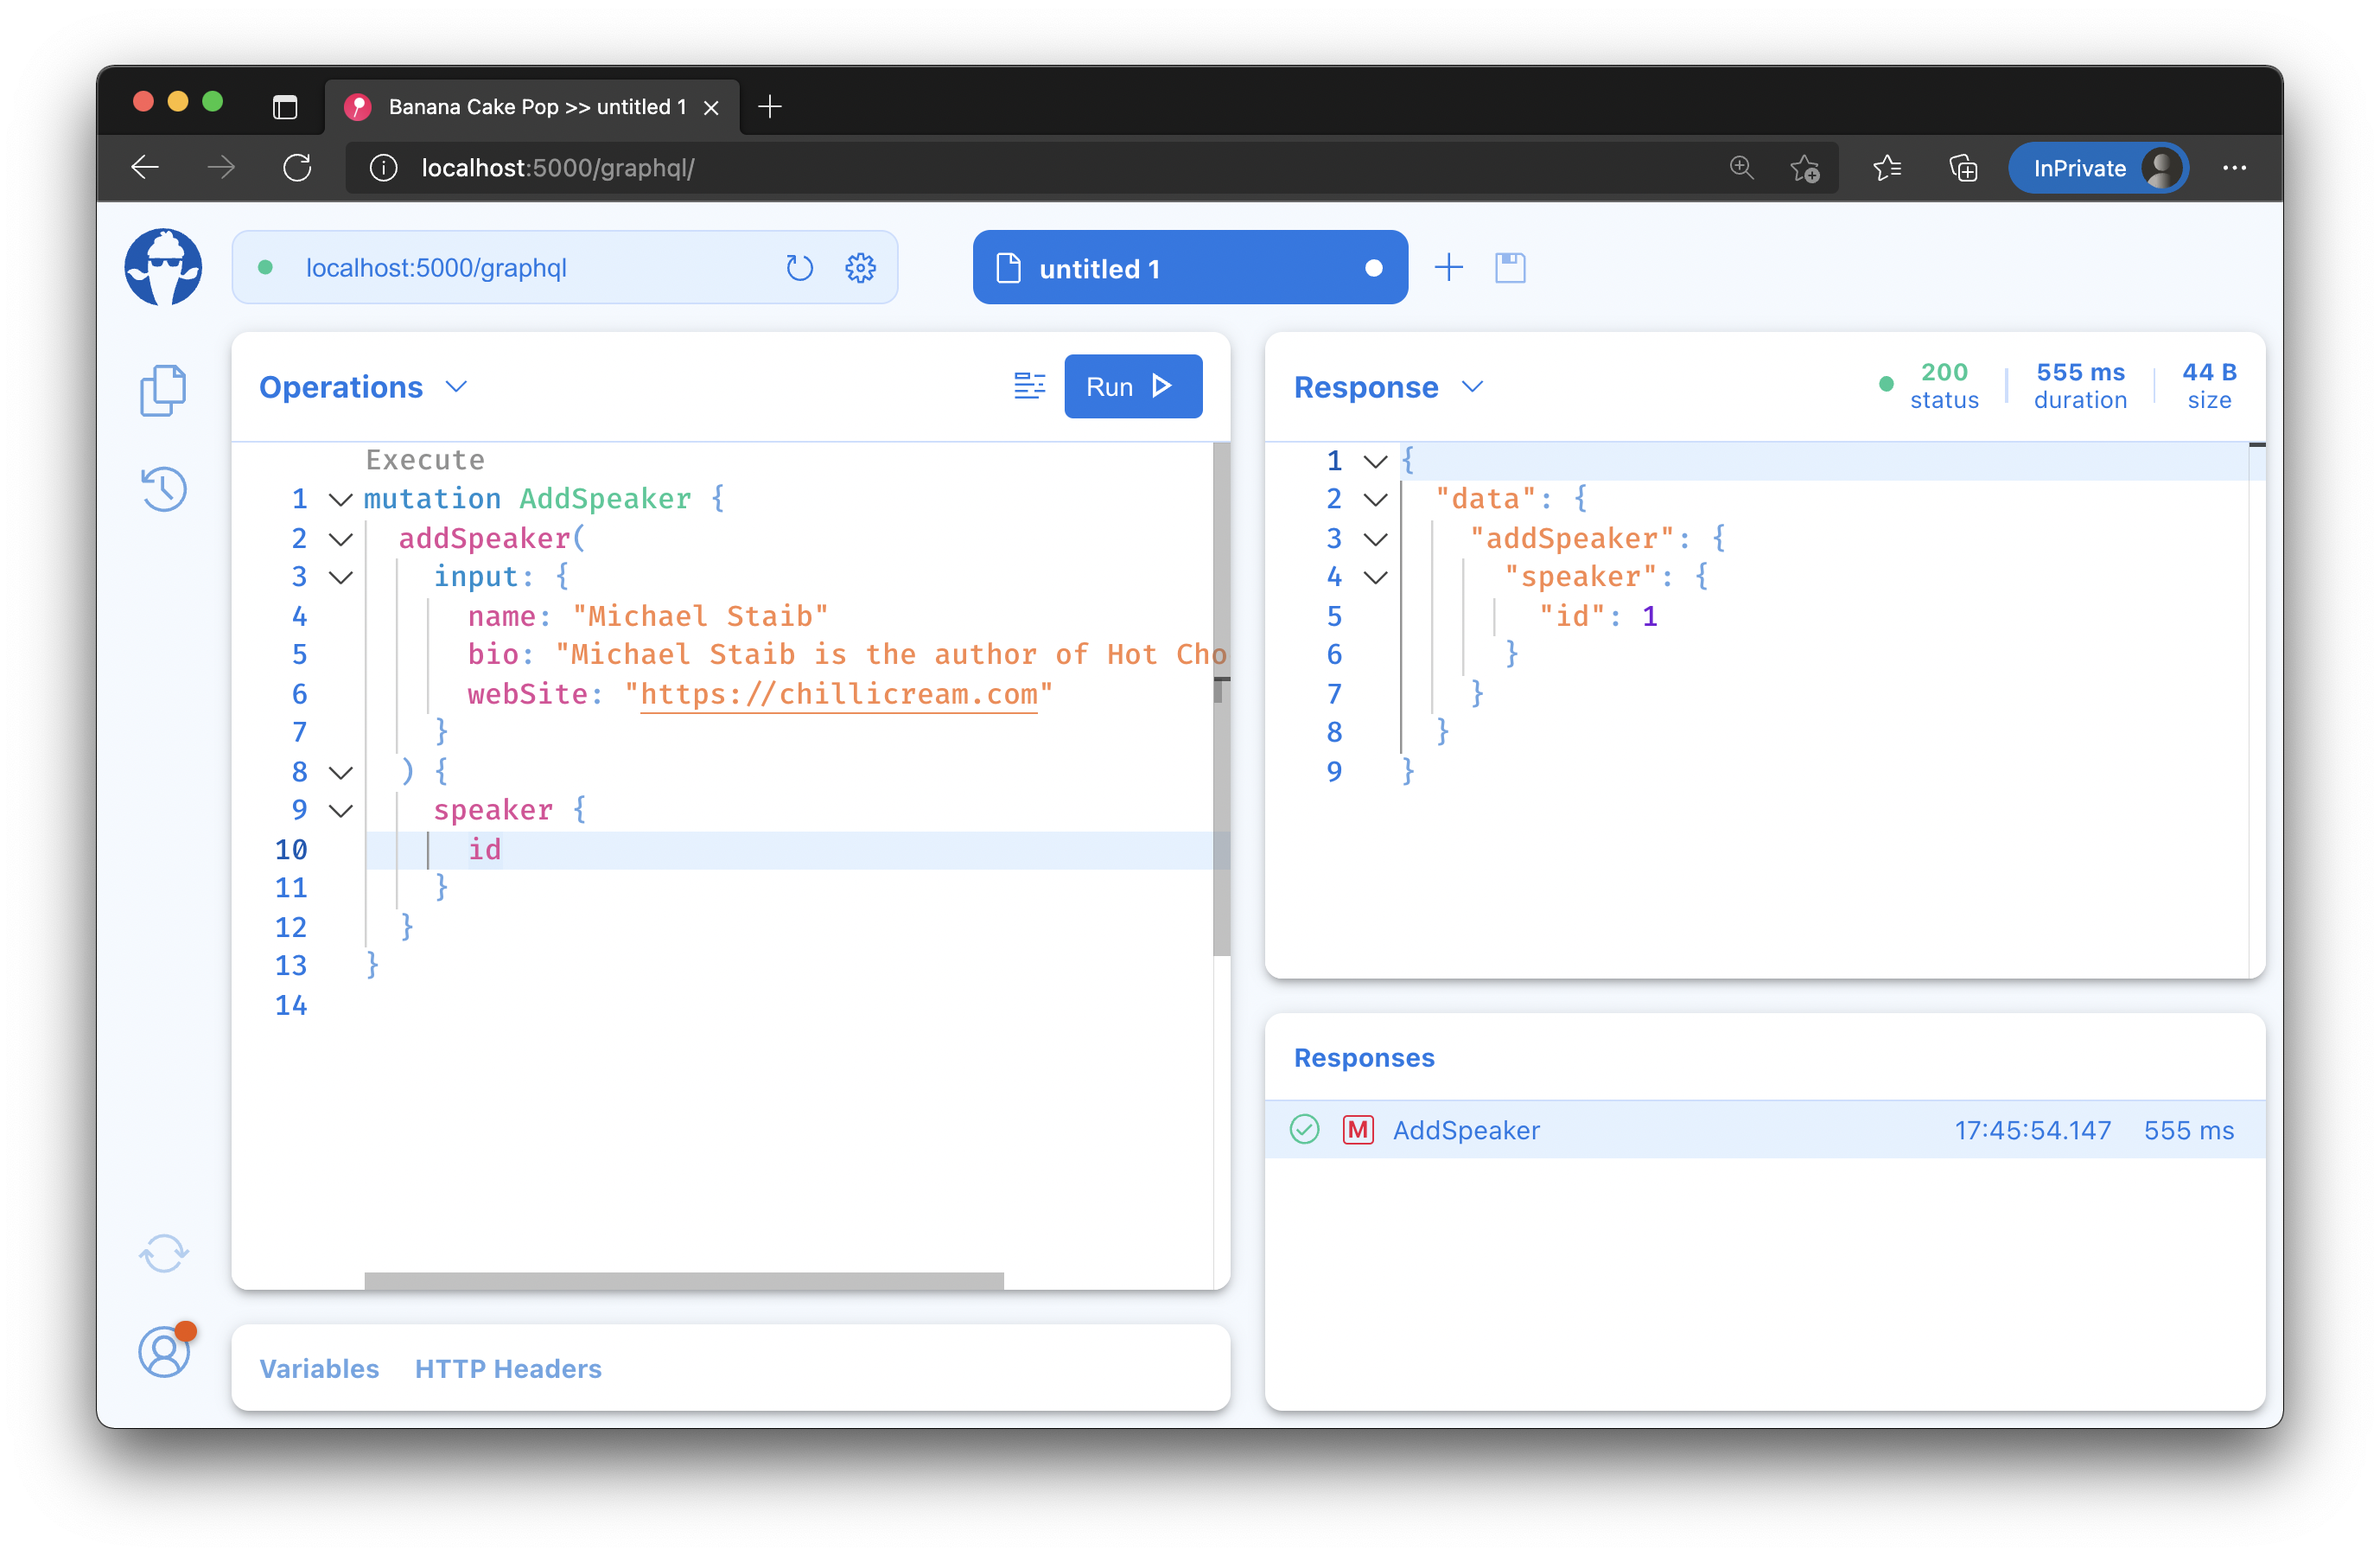 Banana Cake Pop >> untitled 1
localhost:5000/graphql/
InPrivate
localhost:5000/graphql
untitled 1
Operations
Run
Execute
1 mutation AddSpeaker {
2 addSpeaker(
3 input: {
4 name: "Michael Staib"
5 bio: "Michael Staib is the author of Hot Cho
6 webSite: "https://chillicream.com"
7 }
8 ) {
9 speaker {
10 id
11 }
12 }
13 }
14
Variables HTTP Headers
Response
200 status
555 ms duration
44 B size
1 {
2 "data": {
3 "addSpeaker": {
4 "speaker": {
5 "id": 1
6 }
7 }
8 }
9 }
Responses
M AddSpeaker 17:45:54.147 555 ms